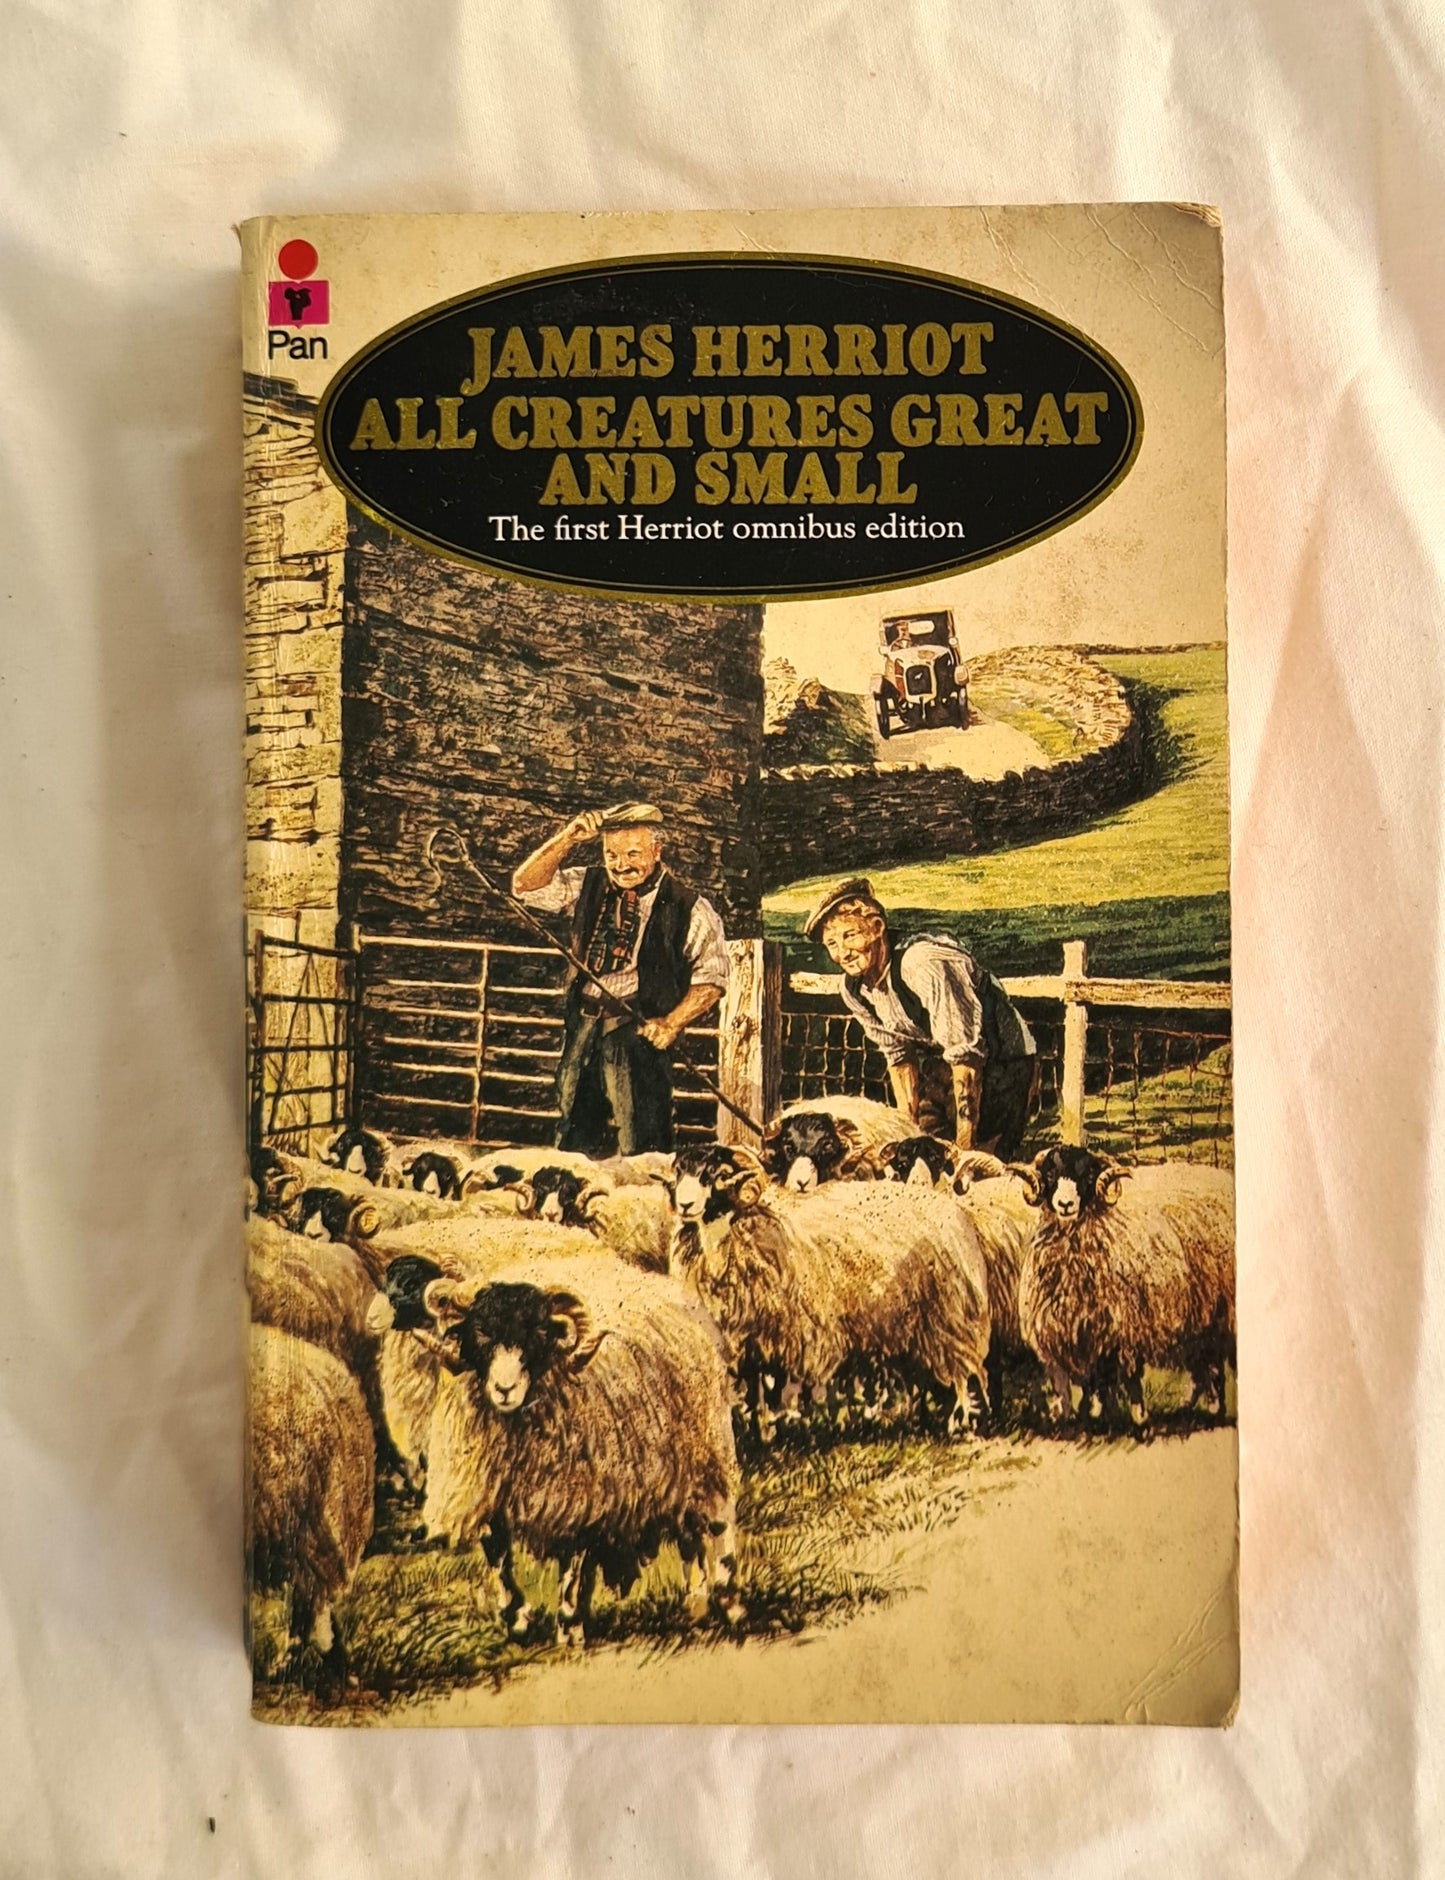 Pan
JAMES HERRIOT
ALL CREATURES GREAT
AND SMALL
The first Herriot omnibus edition